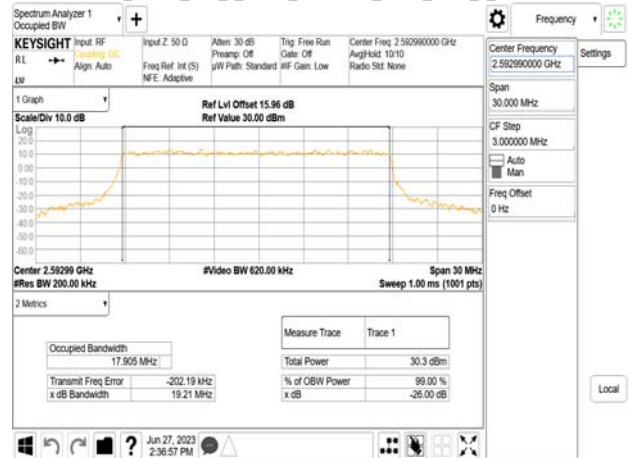 Spectrum Analyzer 1
Occupied BW
Frequency
KEYSIGHT
Input: RF
Input Z: 50 Ω
Atten: 30 dB
Trig: Free Run
Center Freq: 2.592990000 GHz
RL
Coupling: DC
Preamp: Off
Gate: Off
Avg|Hold: 10/10
Align: Auto
Freq Ref: Int (S)
µW Path: Standard
#IF Gain: Low
Radio Std: None
NFE: Adaptive
Center Frequency
2.592990000 GHz
Settings
Span
30.000 MHz
CF Step
3.000000 MHz
Auto
Man
Freq Offset
0 Hz
1 Graph
Ref Lvl Offset 15.96 dB
Scale/Div 10.0 dB
Ref Value 30.00 dBm
Log
20.0
10.0
0.00
-10.0
-20.0
-30.0
-40.0
-50.0
-60.0
Center 2.59299 GHz
#Video BW 620.00 kHz
Span 30 MHz
#Res BW 200.00 kHz
Sweep 1.00 ms (1001 pts)
2 Metrics
Measure Trace
Trace 1
Occupied Bandwidth
17.905 MHz
Total Power
30.3 dBm
Transmit Freq Error
-202.19 kHz
% of OBW Power
99.00 %
x dB Bandwidth
19.21 MHz
x dB
-26.00 dB
Local
Jun 27, 2023
2:36:57 PM